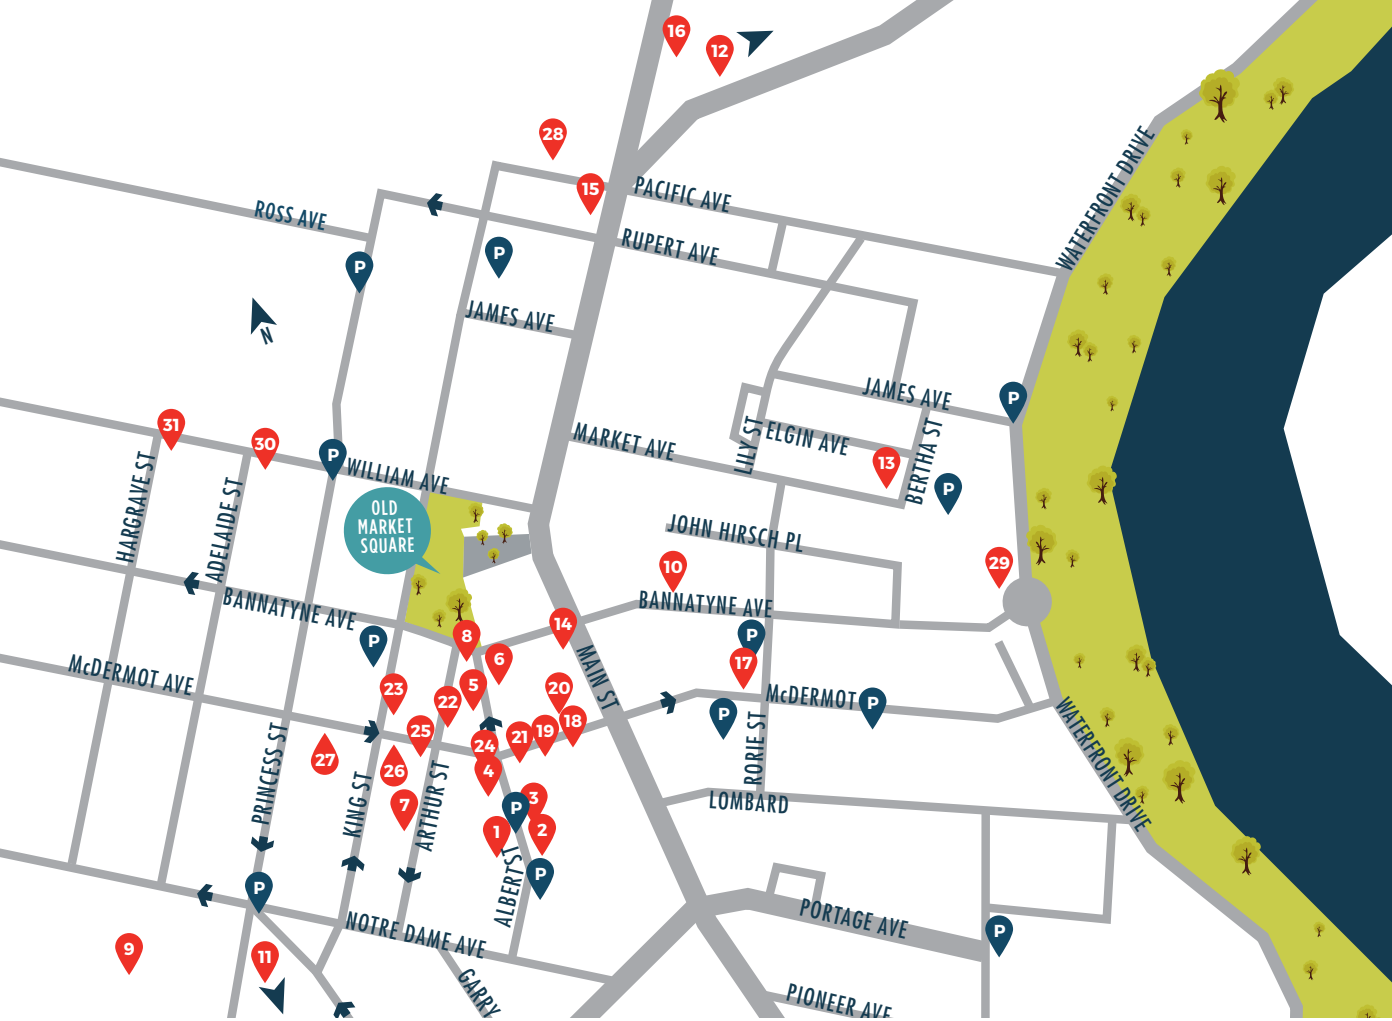 16
12
28
15
PACIFIC AVE
WATERFRONT DRIVE
ROSS AVE
RUPERT AVE
P
P
N
JAMES AVE
JAMES AVE
P
31
30
P
WILLIAM AVE
MARKET AVE
LILY ST
ELGIN AVE
BERTHA ST
13
P
HARGRAVE ST
ADELAIDE ST
OLD
MARKET
SQUARE
JOHN HIRSCH PL
10
29
BANNATYNE AVE
BANNATYNE AVE
P
8
14
P
17
6
McDERMOT AVE
23
22
5
20
MAIN ST
McDERMOT
P
P
25
24
21
19
18
27
26
4
RORIE ST
WATERFRONT DRIVE
PRINCESS ST
KING ST
7
ARTHUR ST
1
P
3
2
LOMBARD
ALBERT ST
P
P
NOTRE DAME AVE
PORTAGE AVE
P
9
11
GARRY
PIONEER AVE